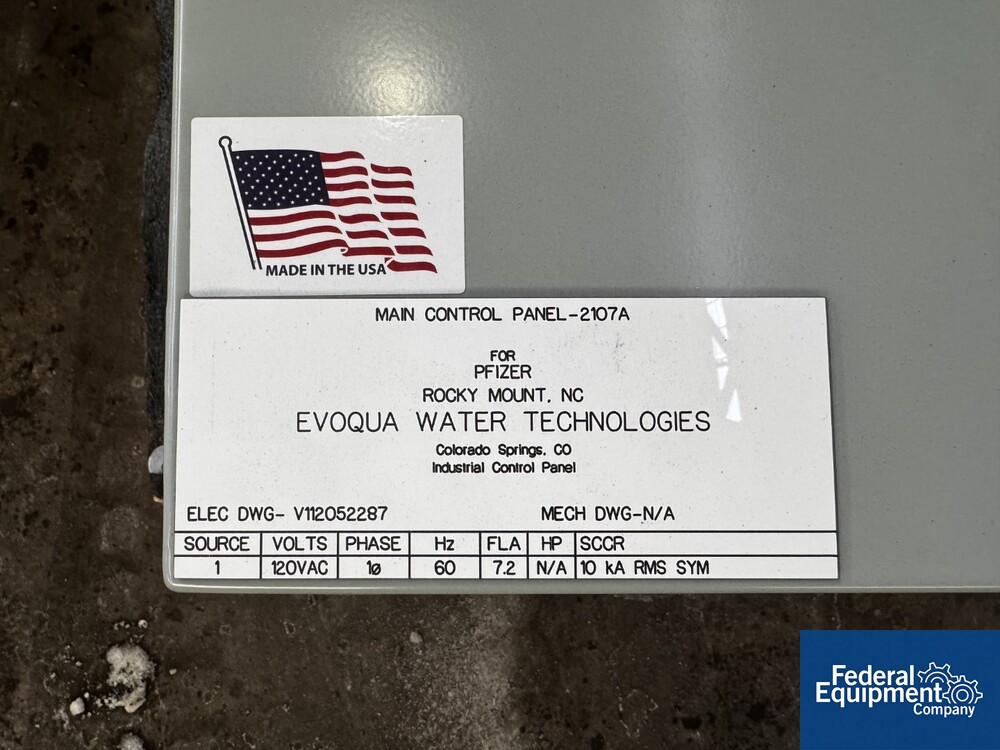 MADE IN THE USA
MAIN CONTROL PANEL-2107A
FOR
PFIZER
ROCKY MOUNT, NC
EVOQUA WATER TECHNOLOGIES
Colorado Springs, CO
Industrial Control Panel
ELEC DWG- V112052287 MECH DWG-N/A
SOURCE VOLTS PHASE Hz FLA HP SCCR
1 120VAC 1ø 60 7.2 N/A 10 kA RMS SYM
Federal
Equipment
Company